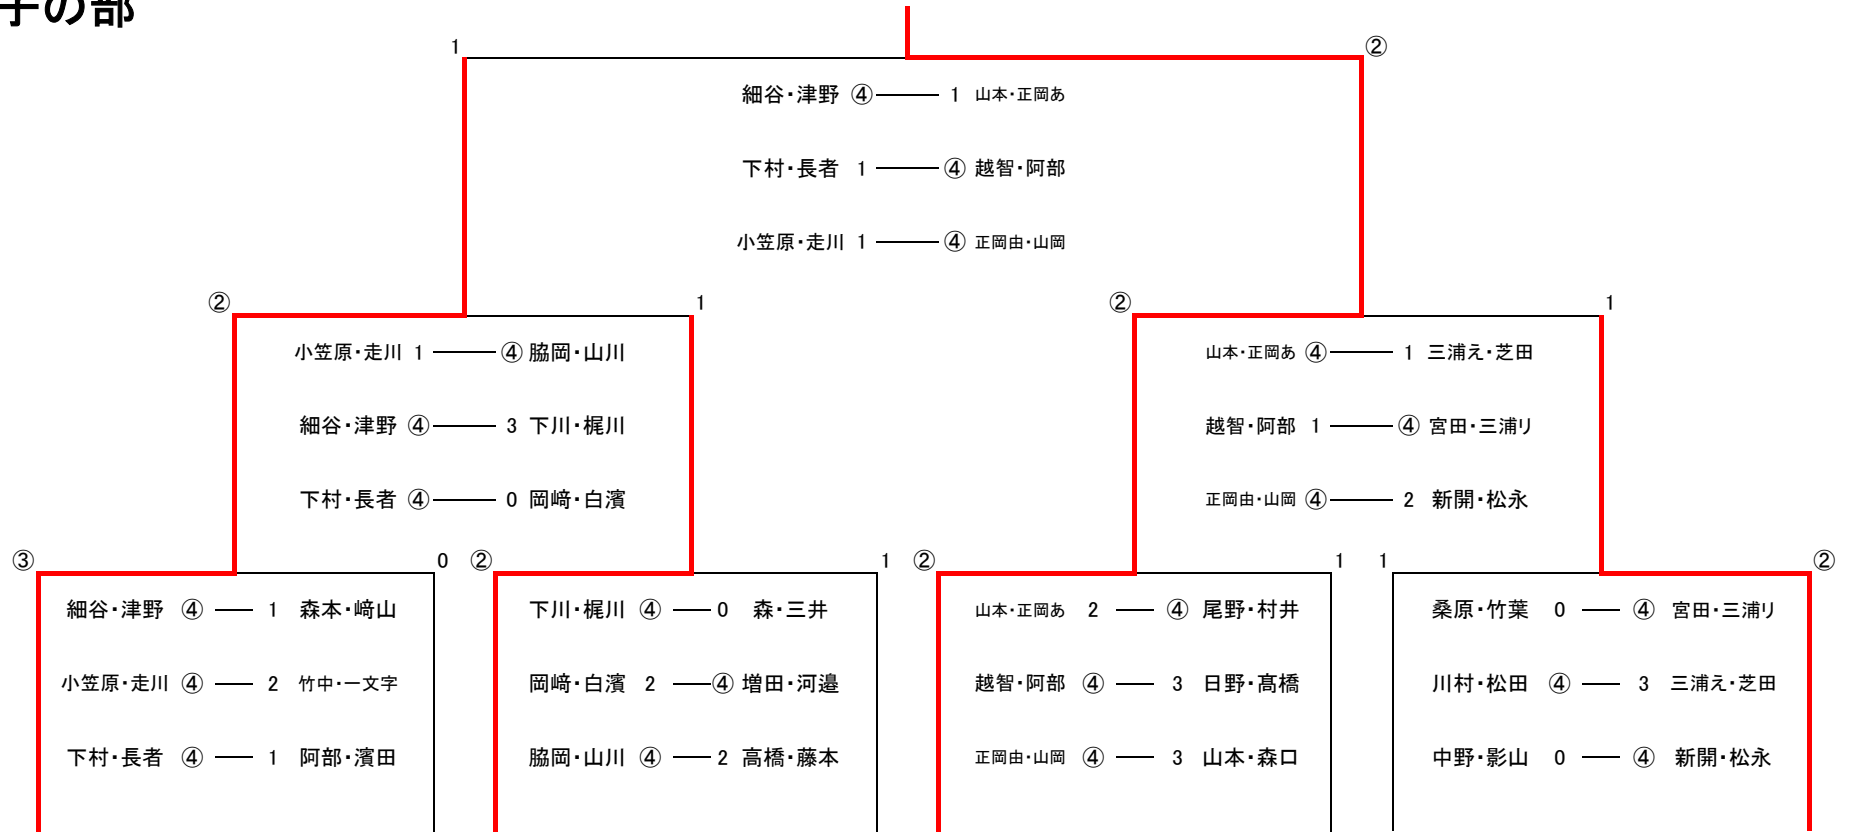 子の部
1 ②
細谷・津野 ④ 1 山本・正岡あ
下村・長者 1 ④ 越智・阿部
小笠原・走川 1 ④ 正岡由・山岡
② 1 ② 1
小笠原・走川 1 ④ 脇岡・山川 山本・正岡あ ④ 1 三浦え・芝田
細谷・津野 ④ 3 下川・梶川 越智・阿部 1 ④ 宮田・三浦リ
下村・長者 ④ 0 岡﨑・白濱 正岡由・山岡 ④ 2 新開・松永
③ 0 ② 1 ② 1 1 ②
細谷・津野 ④ 1 森本・﨑山 下川・梶川 ④ 0 森・三井 山本・正岡あ 2 ④ 尾野・村井 桑原・竹葉 0 ④ 宮田・三浦リ
小笠原・走川 ④ 2 竹中・一文字 岡﨑・白濱 2 ④ 増田・河邉 越智・阿部 ④ 3 日野・髙橋 川村・松田 ④ 3 三浦え・芝田
下村・長者 ④ 1 阿部・濱田 脇岡・山川 ④ 2 高橋・藤本 正岡由・山岡 ④ 3 山本・森口 中野・影山 0 ④ 新開・松永